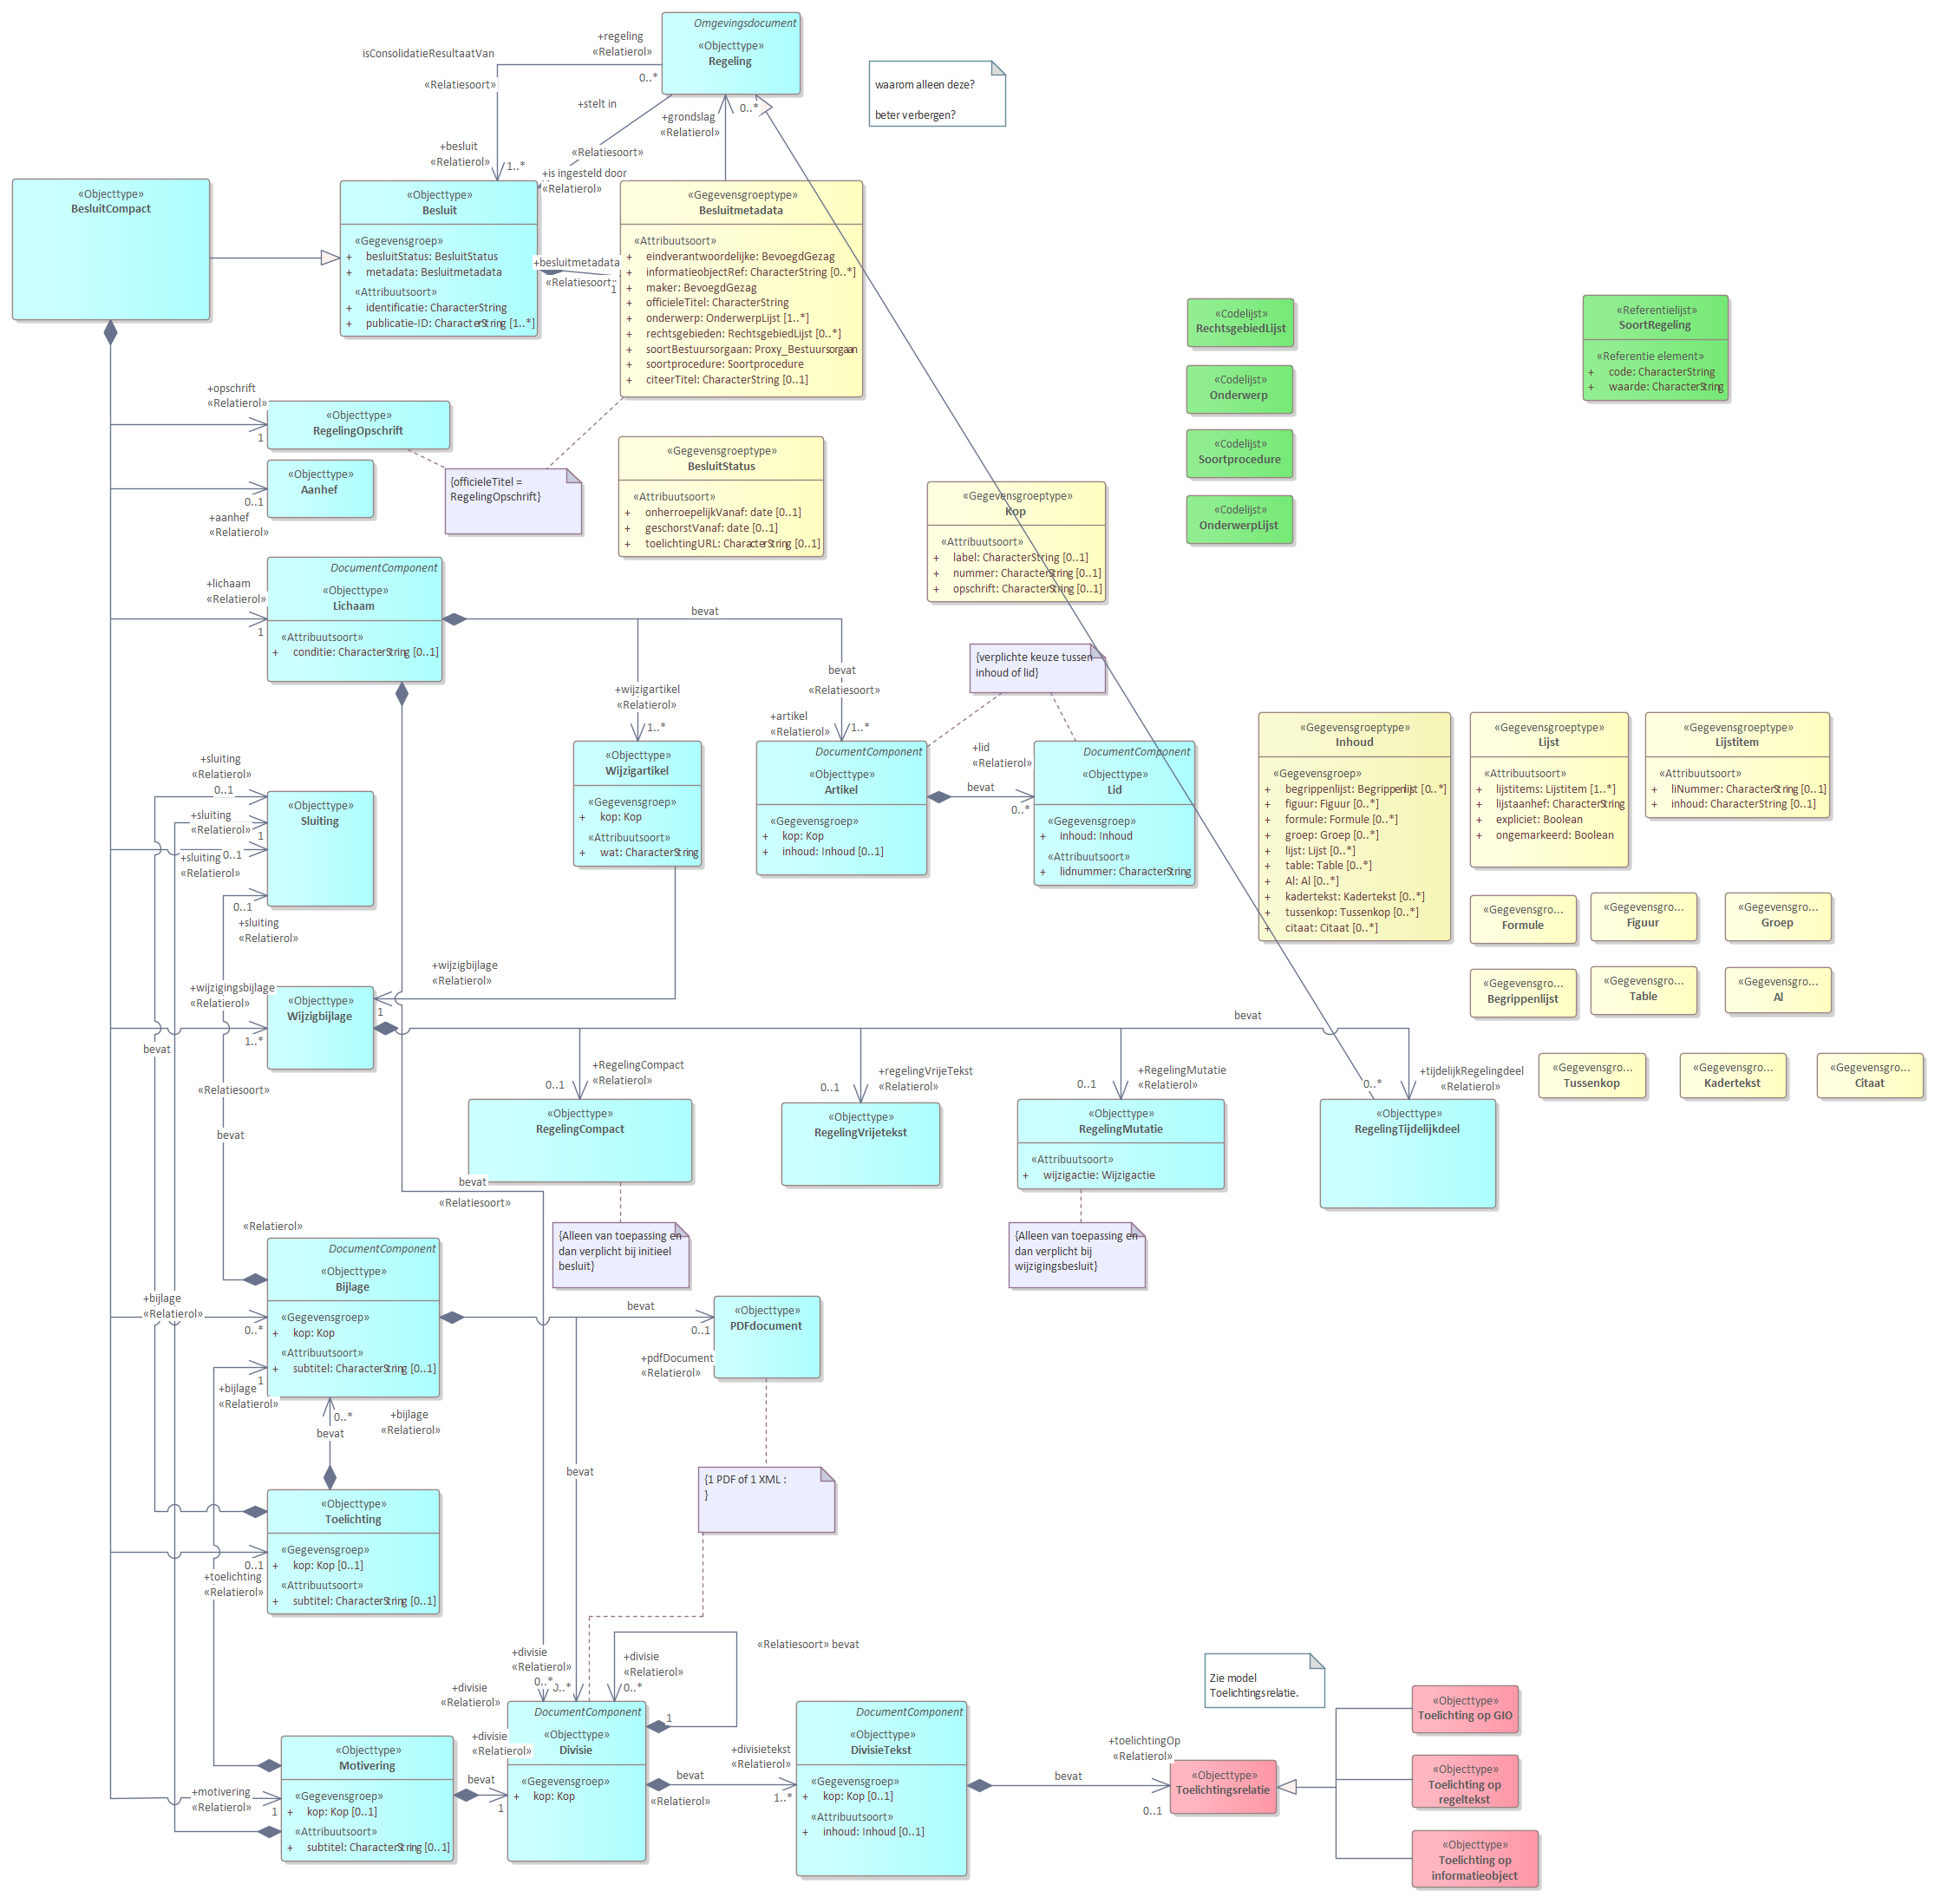 Omgevingsdocument
«Objecttype»
Regeling
+regeling
«Relatierol»
0..*
isConsolidatieResultaatVan
«Relatiesoort»
+stelt in
«Relatiesoort»
+grondslag
«Relatierol»
0..*
waarom alleen deze?
beter verbergen?
+besluit
«Relatierol»
1..*
+is ingesteld door
«Relatierol»
«Objecttype»
BesluitCompact
«Objecttype»
Besluit
«Gegevensgroep»
+ besluitStatus: BesluitStatus
+ metadata: Besluitmetadata
«Attribuutsoort»
+ identificatie: CharacterString
+ publicatie-ID: CharacterString [1..*]
+besluitmetadata
«Relatiesoort»
1
«Gegevensgroeptype»
Besluitmetadata
«Attribuutsoort»
+ eindverantwoordelijke: BevoegdGezag
+ informatieobjectRef: CharacterString [0..*]
+ maker: BevoegdGezag
+ officieleTitel: CharacterString
+ onderwerp: OnderwerpLijst [1..*]
+ rechtsgebieden: RechtsgebiedLijst [0..*]
+ soortBestuursorgaan: Proxy_Bestuursorgaan
+ soortprocedure: Soortprocedure
+ citeerTitel: CharacterString [0..1]
«Codelijst»
RechtsgebiedLijst
«Codelijst»
Onderwerp
«Codelijst»
Soortprocedure
«Codelijst»
OnderwerpLijst
«Referentielijst»
SoortRegeling
«Referentie element»
+ code: CharacterString
+ waarde: CharacterString
+opschrift
«Relatierol»
1
«Objecttype»
RegelingOpschrift
«Objecttype»
Aanhef
0..1
+aanhef
«Relatierol»
{officieleTitel =
RegelingOpschrift}
«Gegevensgroeptype»
BesluitStatus
«Attribuutsoort»
+ onherroepelijkVanaf: date [0..1]
+ geschorstVanaf: date [0..1]
+ toelichtingURL: CharacterString [0..1]
«Gegevensgroeptype»
Kop
«Attribuutsoort»
+ label: CharacterString [0..1]
+ nummer: CharacterString [0..1]
+ opschrift: CharacterString [0..1]
+lichaam
«Relatierol»
1
DocumentComponent
«Objecttype»
Lichaam
«Attribuutsoort»
+ conditie: CharacterString [0..1]
bevat
bevat
«Relatiesoort»
+wijzigartikel
«Relatierol»
1..*
+artikel
«Relatierol»
1..*
{verplichte keuze tussen
inhoud of lid}
«Objecttype»
Wijzigartikel
«Gegevensgroep»
+ kop: Kop
«Attribuutsoort»
+ wat: CharacterString
DocumentComponent
«Objecttype»
Artikel
«Gegevensgroep»
+ kop: Kop
+ inhoud: Inhoud [0..1]
+lid
«Relatierol»
bevat
0..*
DocumentComponent
«Objecttype»
Lid
«Gegevensgroep»
+ inhoud: Inhoud
«Attribuutsoort»
+ lidnummer: CharacterString
«Gegevensgroeptype»
Inhoud
«Gegevensgroep»
+ begrippenlijst: Begrippenlijst [0..*]
+ figuur: Figuur [0..*]
+ formule: Formule [0..*]
+ groep: Groep [0..*]
+ lijst: Lijst [0..*]
+ table: Table [0..*]
+ Al: Al [0..*]
+ kadertekst: Kadertekst [0..*]
+ tussenkop: Tussenkop [0..*]
+ citaat: Citaat [0..*]
«Gegevensgroeptype»
Lijst
«Attribuutsoort»
+ lijstitems: Lijstitem [1..*]
+ lijstaanhef: CharacterString
+ expliciet: Boolean
+ ongemarkeerd: Boolean
«Gegevensgroeptype»
Lijstitem
«Attribuutsoort»
+ liNummer: CharacterString [0..1]
+ inhoud: CharacterString [0..1]
«Gegevensgro...
Formule
«Gegevensgro...
Figuur
«Gegevensgro...
Groep
«Gegevensgro...
Begrippenlijst
«Gegevensgro...
Table
«Gegevensgro...
Al
«Gegevensgro...
Tussenkop
«Gegevensgro...
Kadertekst
«Gegevensgro...
Citaat
+sluiting
«Relatierol»
0..1
+sluiting
«Relatierol»
1
+sluiting
0..1
«Relatierol»
0..1
+sluiting
«Relatierol»
«Objecttype»
Sluiting
+wijzigbijlage
«Relatierol»
1
+wijzigingsbijlage
«Relatierol»
1..*
«Objecttype»
Wijzigbijlage
bevat
bevat
«Relatiesoort»
bevat
+RegelingCompact
«Relatierol»
0..1
«Objecttype»
RegelingCompact
+regelingVrijeTekst
«Relatierol»
0..1
«Objecttype»
RegelingVrijetekst
+RegelingMutatie
«Relatierol»
0..1
«Objecttype»
RegelingMutatie
«Attribuutsoort»
+ wijzigactie: Wijzigactie
0..*
+tijdelijkRegelingdeel
«Relatierol»
«Objecttype»
RegelingTijdelijkdeel
bevat
«Relatiesoort»
{Alleen van toepassing en
dan verplicht bij initieel
besluit}
{Alleen van toepassing en
dan verplicht bij
wijzigingsbesluit}
«Relatierol»
DocumentComponent
«Objecttype»
Bijlage
«Gegevensgroep»
+ kop: Kop
«Attribuutsoort»
+ subtitel: CharacterString [0..1]
+bijlage
«Relatierol»
0..*
bevat
0..1
«Objecttype»
PDFdocument
+pdfDocument
«Relatierol»
1
+bijlage
«Relatierol»
0..*
+bijlage
«Relatierol»
bevat
bevat
{1 PDF of 1 XML :
}
«Objecttype»
Toelichting
«Gegevensgroep»
+ kop: Kop [0..1]
«Attribuutsoort»
+ subtitel: CharacterString [0..1]
0..1
+toelichting
«Relatierol»
+divisie
«Relatierol»
0..*
0..*
+divisie
«Relatierol»
0..*
«Relatiesoort» bevat
+divisie
«Relatierol»
+divisie
«Relatierol»
1
DocumentComponent
«Objecttype»
Divisie
«Gegevensgroep»
+ kop: Kop
«Objecttype»
Motivering
«Gegevensgroep»
+ kop: Kop [0..1]
«Attribuutsoort»
+ subtitel: CharacterString [0..1]
+motivering
«Relatierol»
1
bevat
1
+divisietekst
«Relatierol»
bevat
«Relatiesoort»
1..*
DocumentComponent
«Objecttype»
DivisieTekst
«Gegevensgroep»
+ kop: Kop [0..1]
«Attribuutsoort»
+ inhoud: Inhoud [0..1]
+toelichtingOp
«Relatierol»
bevat
0..1
Zie model
Toelichtingsrelatie.
«Objecttype»
Toelichtingsrelatie
«Objecttype»
Toelichting op GIO
«Objecttype»
Toelichting op
regeltekst
«Objecttype»
Toelichting op
informatieobject